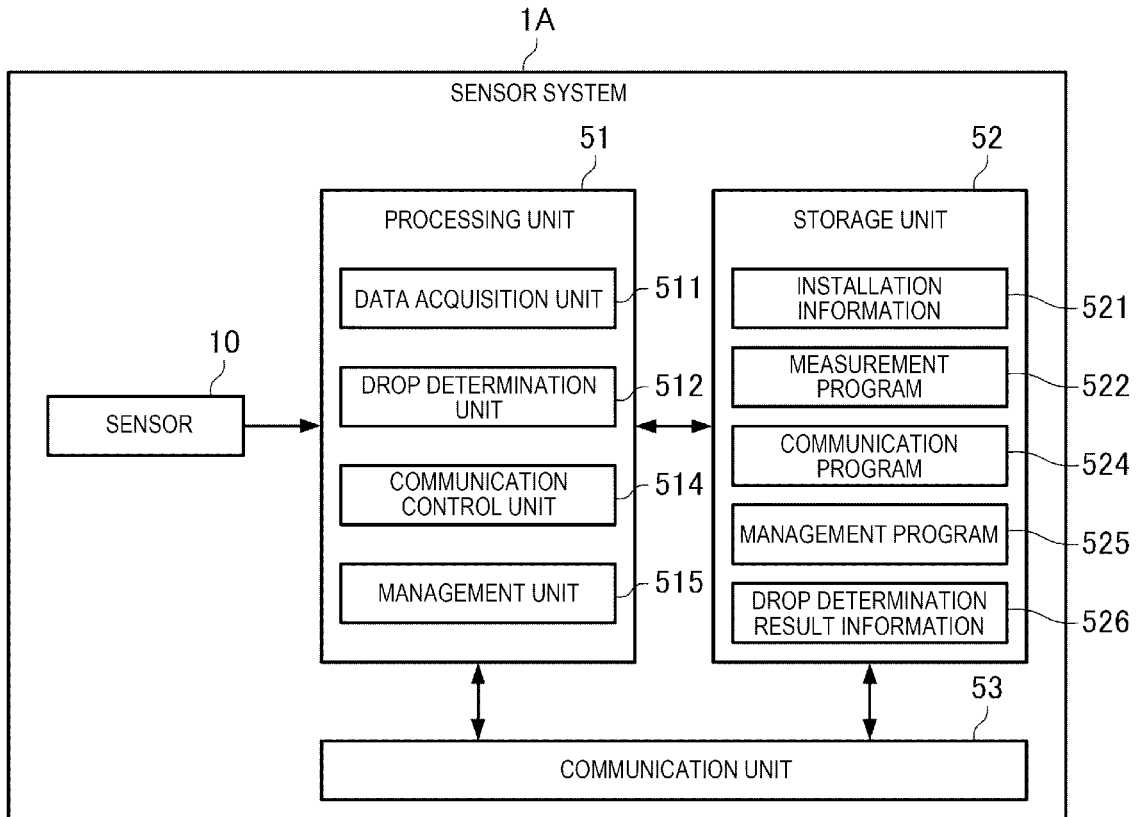 1A
SENSOR SYSTEM
51
52
PROCESSING UNIT
STORAGE UNIT
DATA ACQUISITION UNIT
511
INSTALLATION
INFORMATION
521
10
SENSOR
DROP DETERMINATION
UNIT
512
MEASUREMENT
PROGRAM
522
COMMUNICATION
CONTROL UNIT
514
COMMUNICATION
PROGRAM
524
MANAGEMENT UNIT
515
MANAGEMENT PROGRAM
525
DROP DETERMINATION
RESULT INFORMATION
526
53
COMMUNICATION UNIT